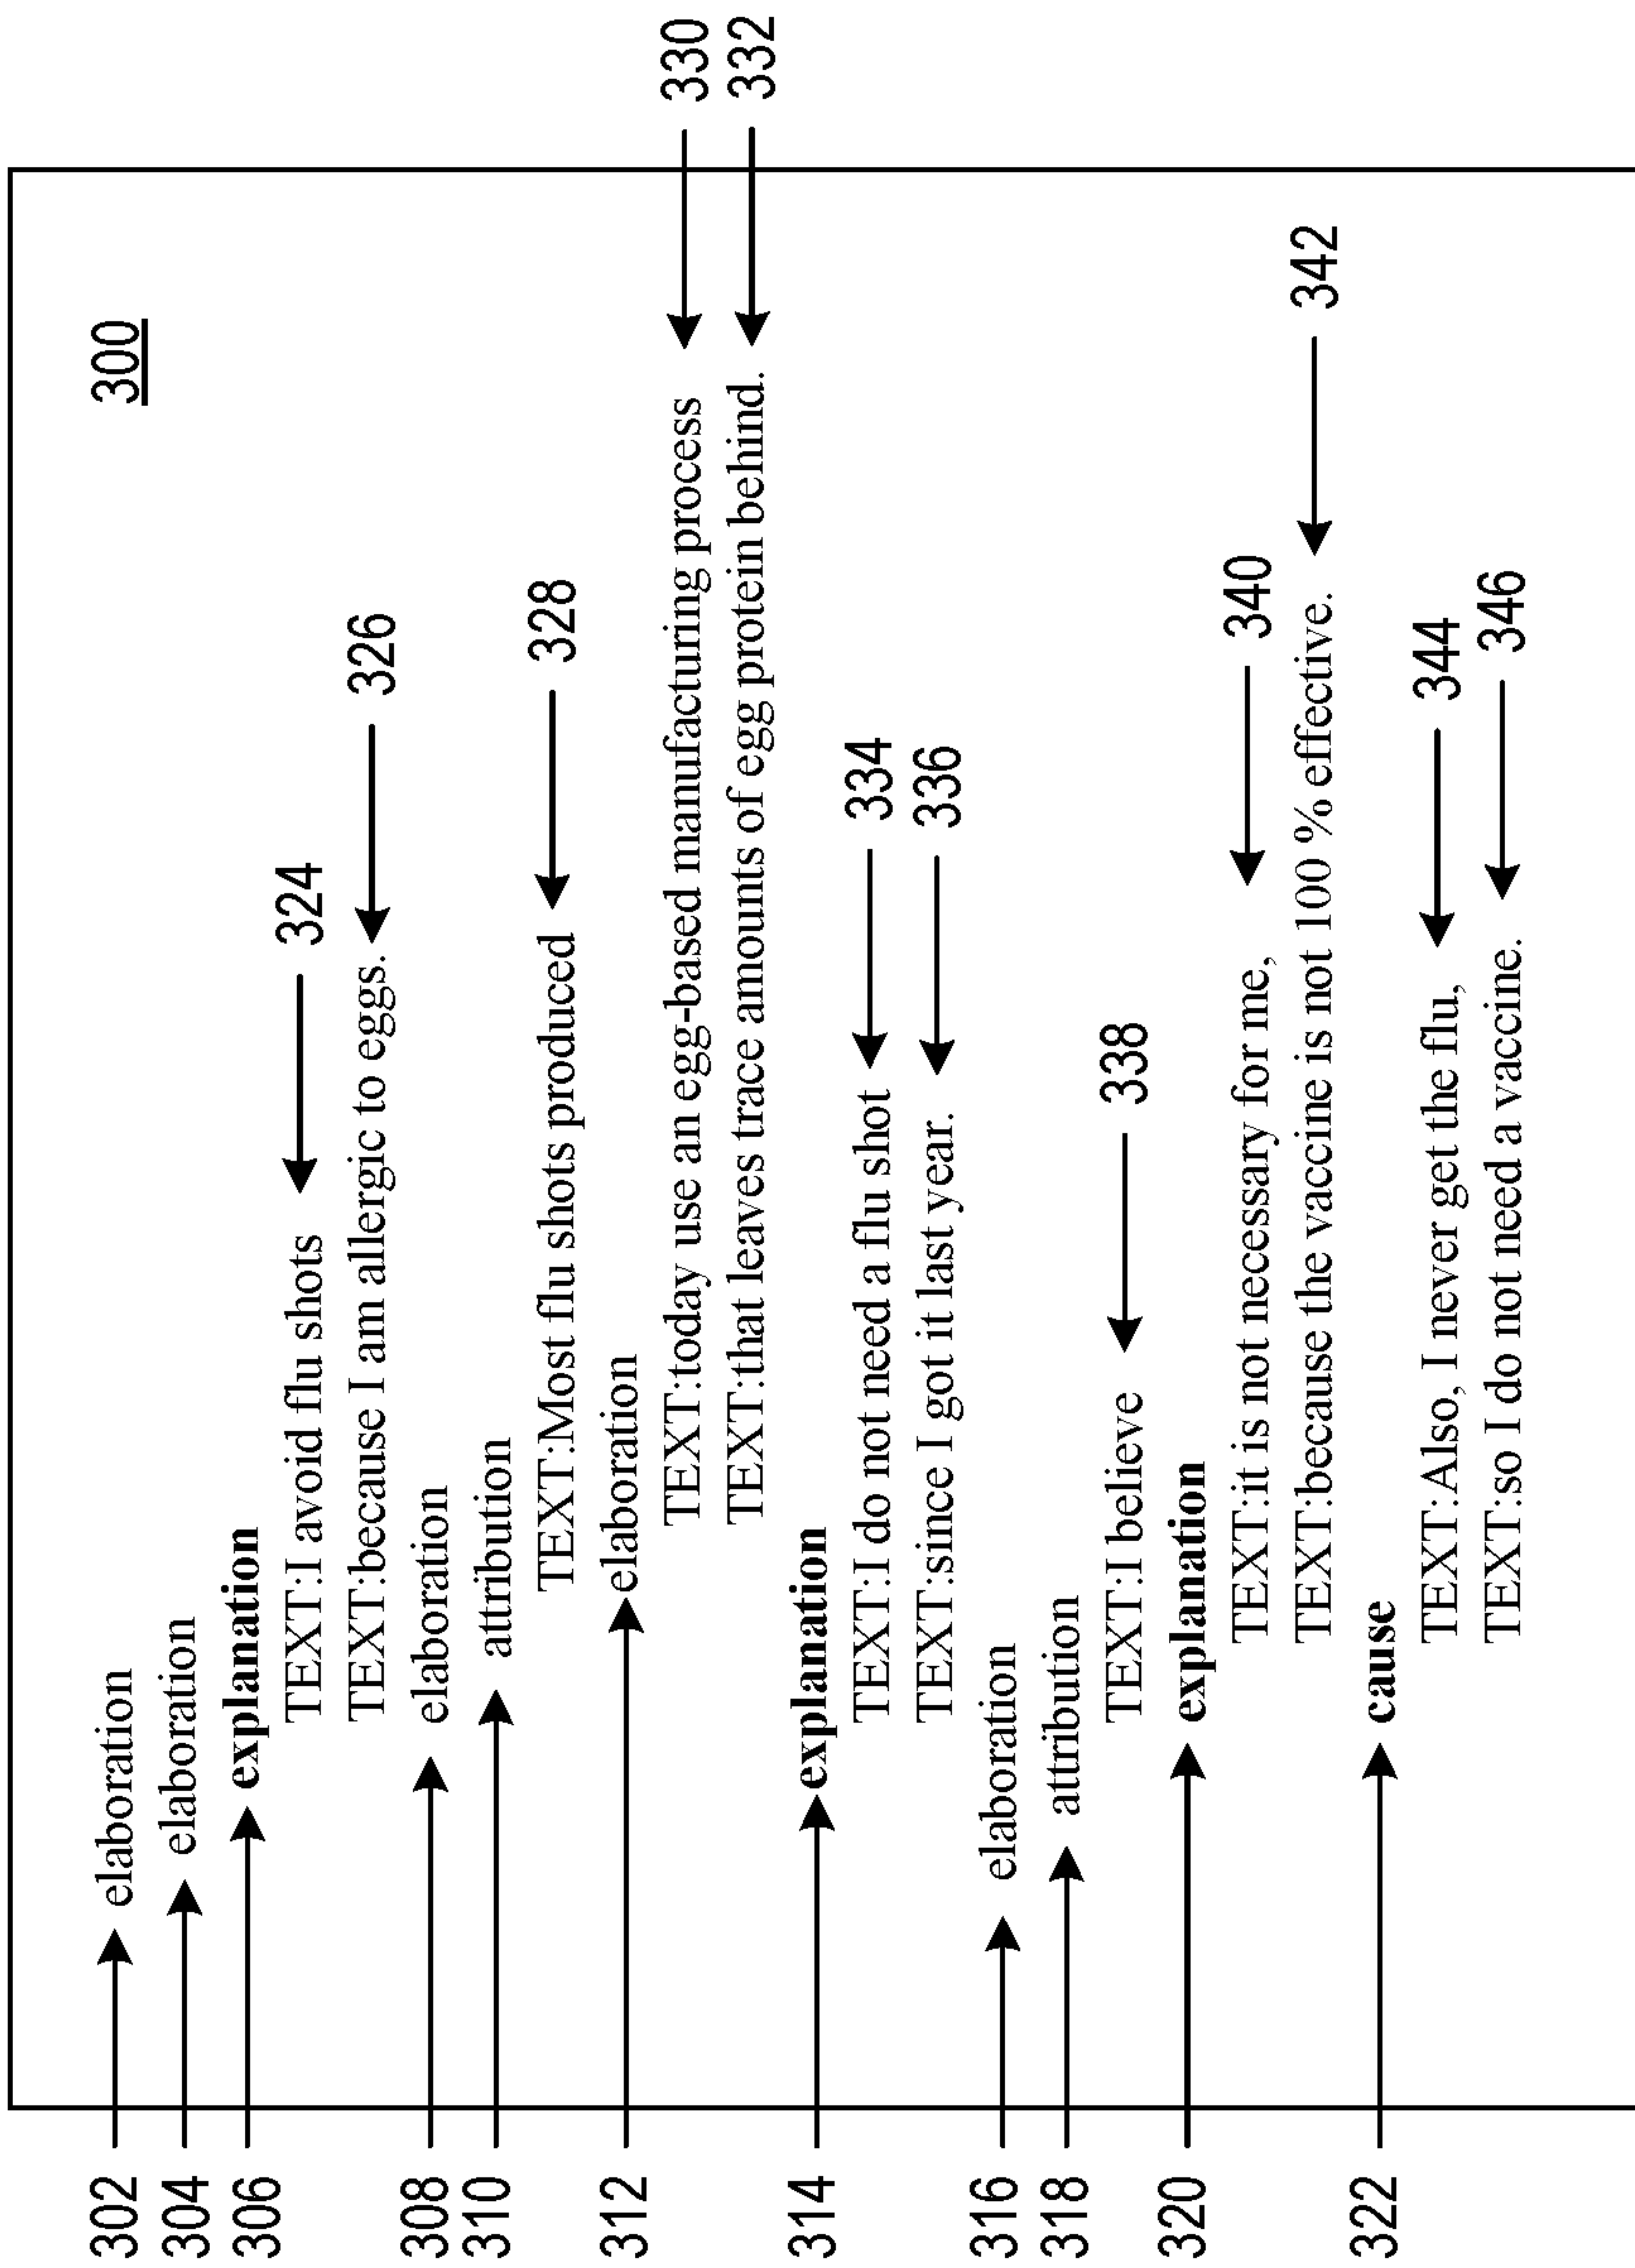 300
302 elaboration
304 elaboration
306 explanation
TEXT:I avoid flu shots 324
TEXT:because I am allergic to eggs. 326
308 elaboration
310 attribution
TEXT:Most flu shots produced 328
312 elaboration
TEXT:today use an egg-based manufacturing process 330
TEXT:that leaves trace amounts of egg protein behind. 332
314 explanation
TEXT:I do not need a flu shot 334
TEXT:since I got it last year. 336
316 elaboration
318 attribution
TEXT:I believe 338
320 explanation
TEXT:it is not necessary for me, 340
TEXT:because the vaccine is not 100 % effective. 342
322 cause
TEXT:Also, I never get the flu, 344
TEXT:so I do not need a vaccine. 346